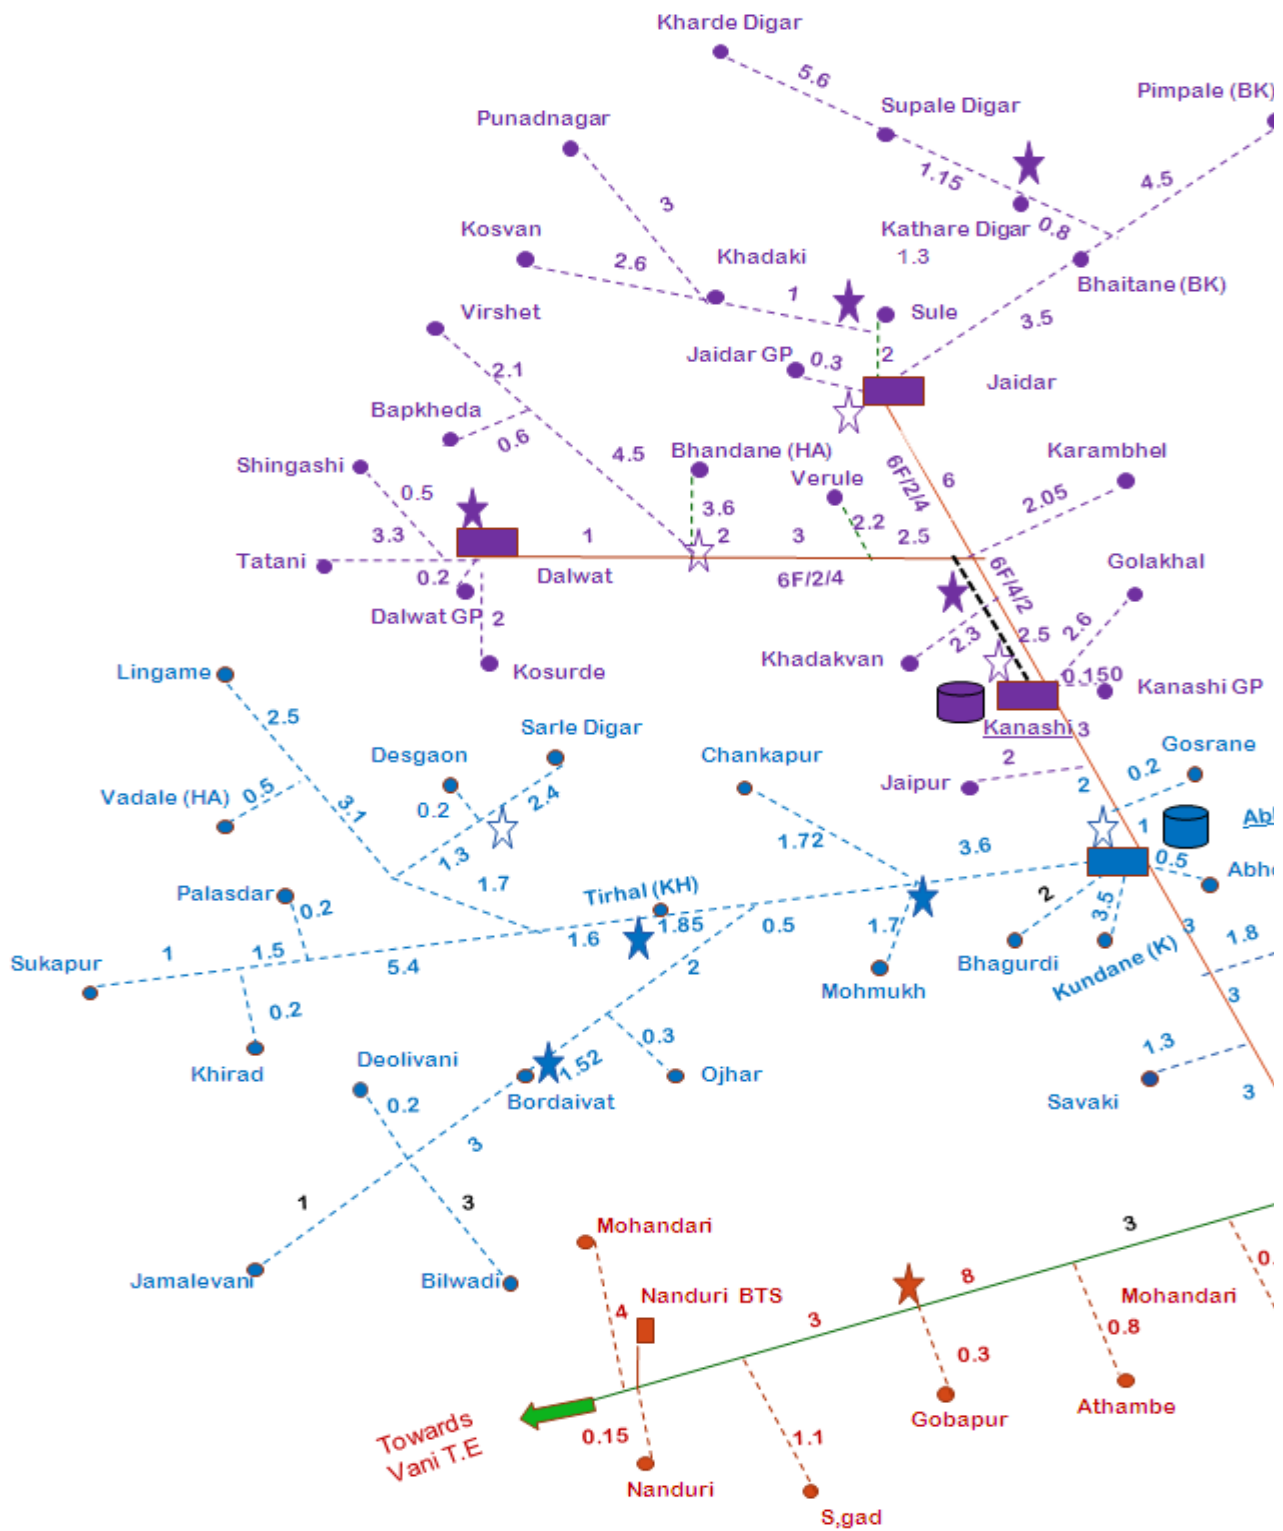 Kharde Digar
5.6
Supale Digar
Pimpale (BK)
Punadnagar
1.15
4.5
3
Kosvan
Kathare Digar
0.8
2.6
Khadaki
1.3
1
Bhaitane (BK)
Virshet
Sule
3.5
Jaidar GP
0.3
2
2.1
Jaidar
Bapkheda
0.6
4.5
Bhandane (HA)
Karambhel
Shingashi
Verule
6F/2/4
6
0.5
3.6
2.2
2.05
3.3
1
2
3
2.5
Tatani
0.2
Dalwat
6F/2/4
6F/4/2
Golakhal
Dalwat GP
2
2.3
2.5
2.6
Kosurde
Khadakvan
0.150
Kanashi GP
Lingame
2.5
Sarle Digar
Kanashi
3
Desgaon
Chankapur
Gosrane
2
0.2
Vadale (HA)
0.5
3.1
0.2
2.4
Jaipur
2
1
Ab
1.3
1.72
3.6
0.5
Palasdar
1.7
Tirhal (KH)
Abh
0.2
2
3.5
1.6
1.85
0.5
1.7
3
1.8
Sukapur
1
1.5
5.4
2
Mohmukh
Bhagurdi
Kundane (K)
3
0.2
0.3
1.3
Khirad
Deolivani
1.52
Ojhar
0.2
Bordaivat
Savaki
3
3
1
3
Mohandari
3
Jamalevani
Bilwadi
Nanduri BTS
8
Mohandari
0.
4
3
0.8
0.3
Towards
Vani T.E
0.15
1.1
Gobapur
Athambe
Nanduri
S,gad